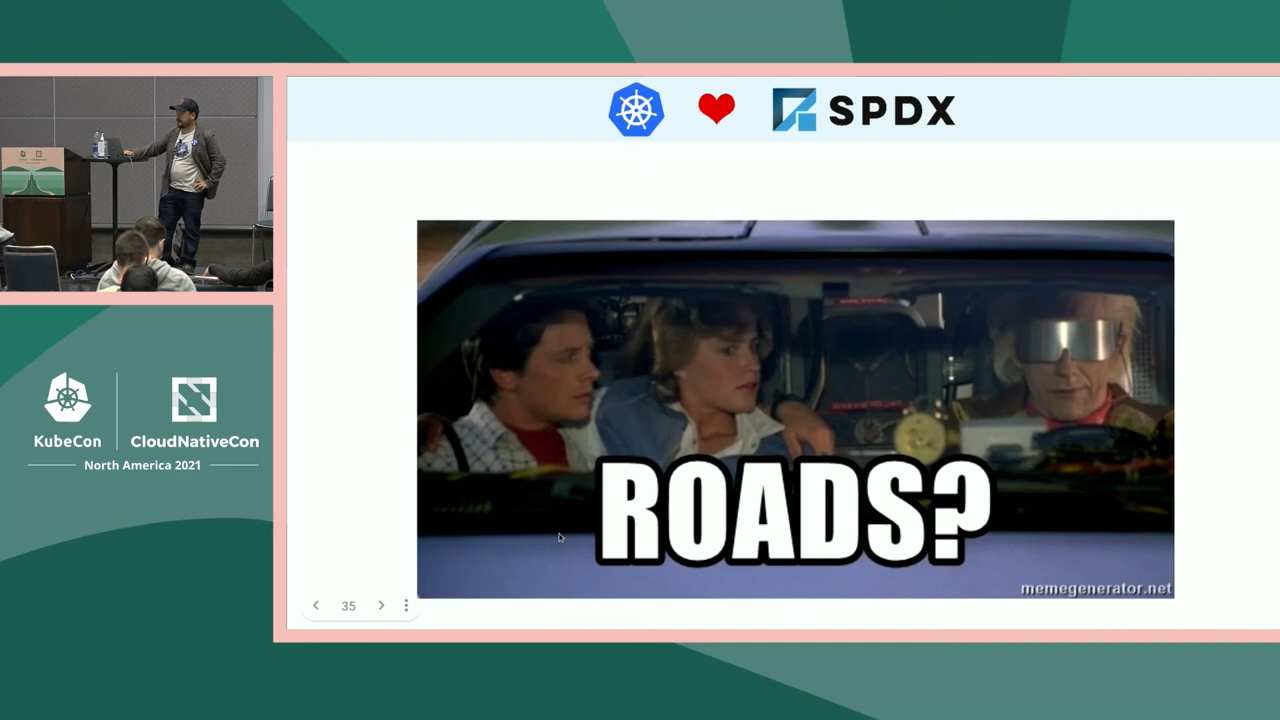 SPDX
ROADS?
memegenerator.net
35
KubeCon
CloudNativeCon
North America 2021